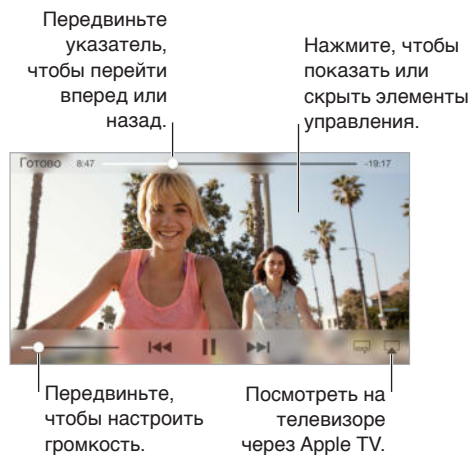 Передвиньте
указатель,
чтобы перейти
вперед или
назад.
Нажмите, чтобы
показать или
скрыть элементы
управления.
Готово 8:47 -19:17
Передвиньте,
чтобы настроить
громкость.
Посмотреть на
телевизоре
через Apple TV.